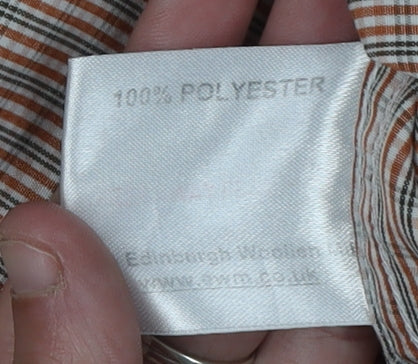 100% POLYESTER
Edinburgh Woollen
www.ewm.co.uk